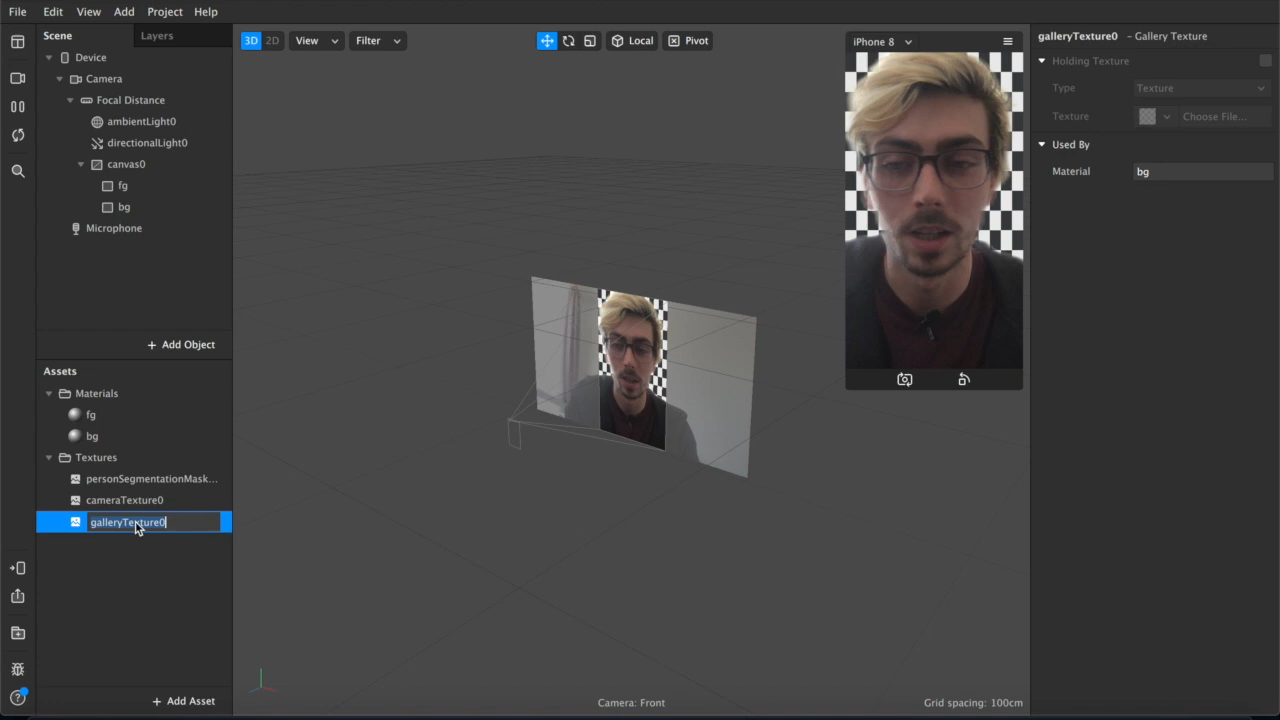 File Edit View Add Project Help
Scene Layers
Device
Camera
Focal Distance
ambientLight0
directionalLight0
canvas0
fg
bg
Microphone
+ Add Object
Assets
Materials
fg
bg
Textures
personSegmentationMask...
cameraTexture0
galleryTexture0
+ Add Asset
3D 2D View Filter Local Pivot
iPhone 8
Camera: Front Grid spacing: 100cm
galleryTexture0 - Gallery Texture
Holding Texture
Type Texture
Texture Choose File...
Used By
Material bg